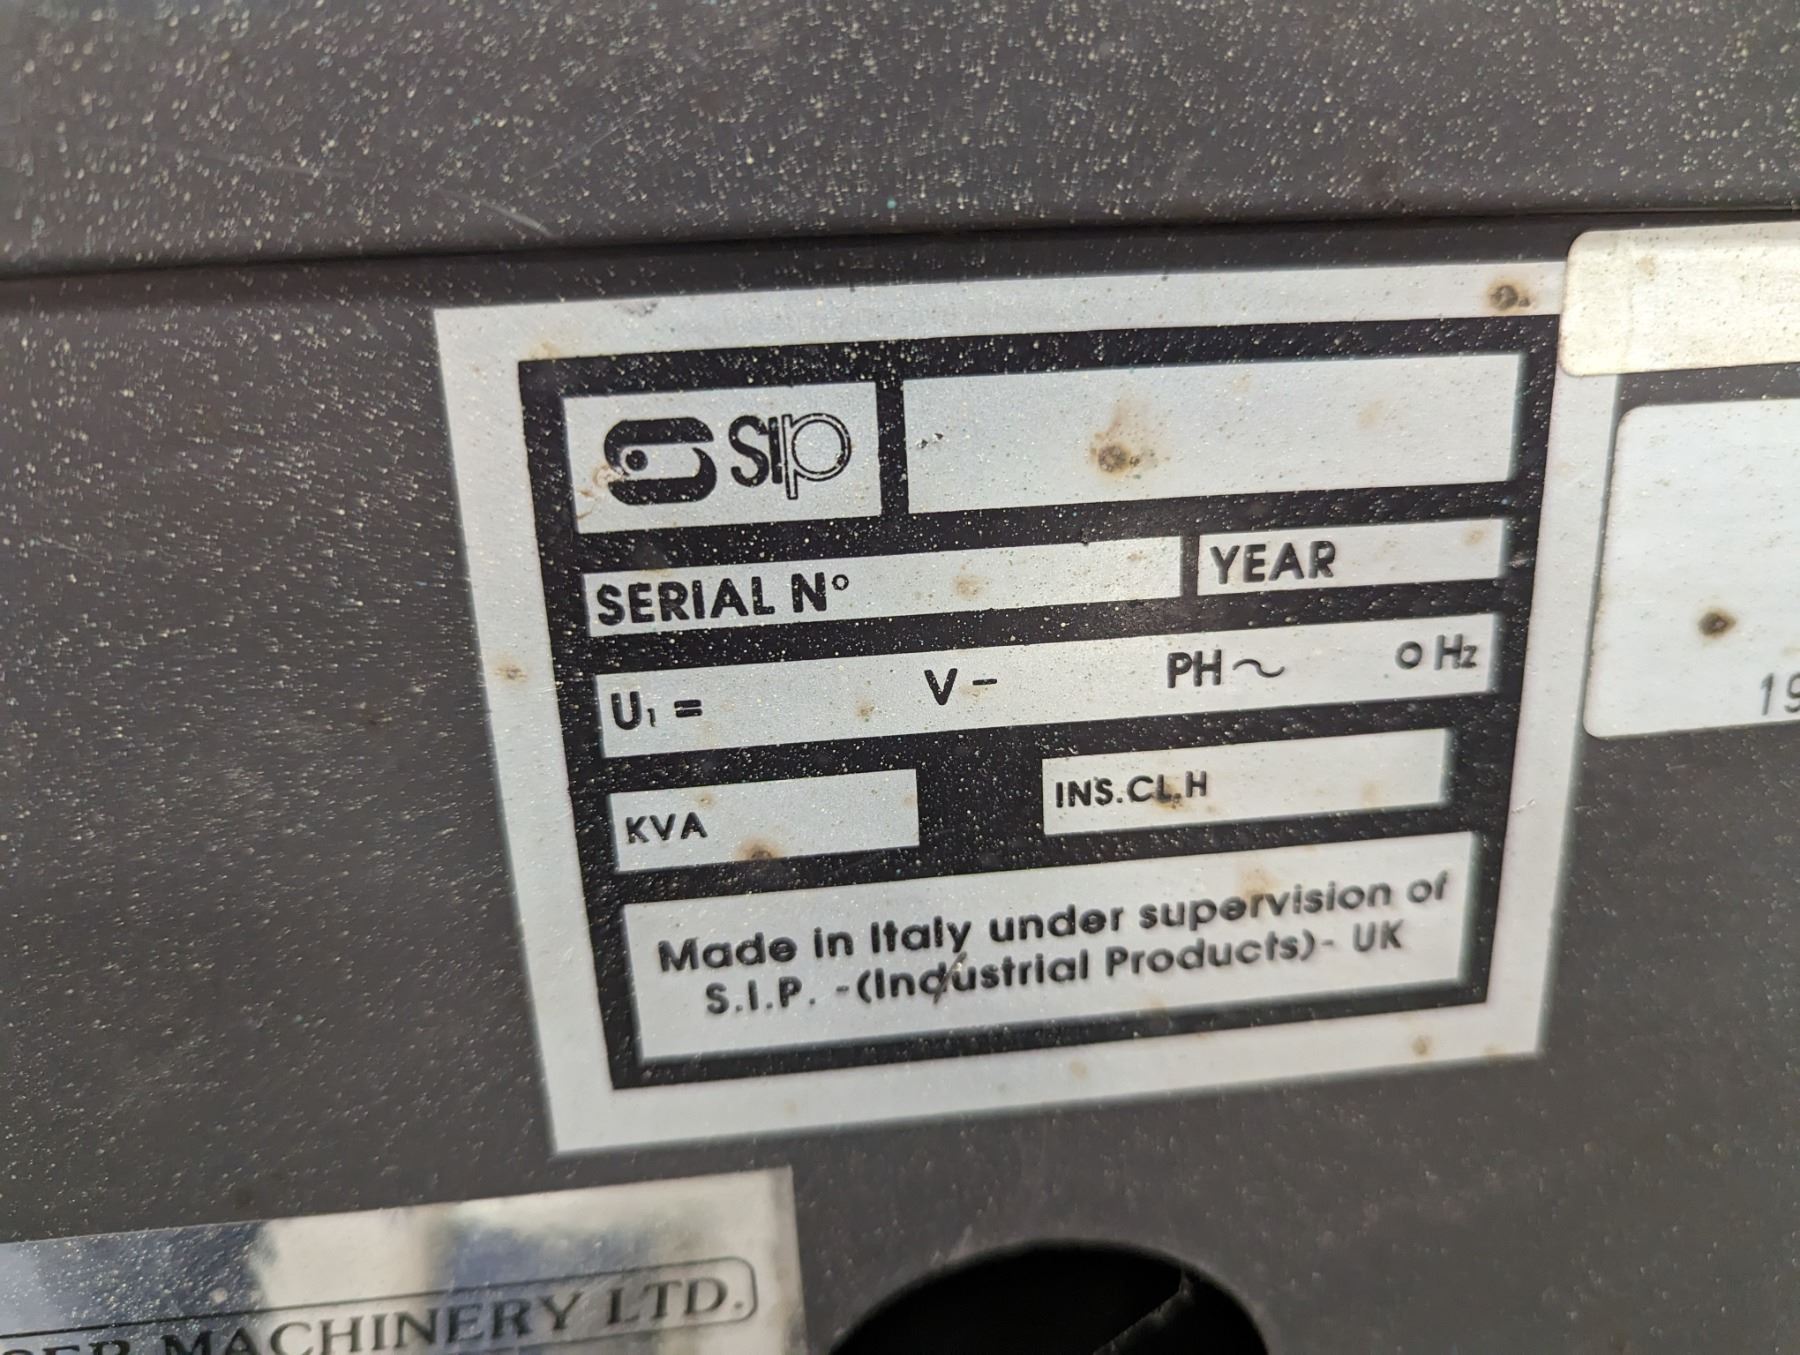 SIP
SERIAL Nº YEAR
U1 = V - PH ~ O Hz
19
KVA INS.CL.H
Made in Italy under supervision of
S.I.P. -(Industrial Products)- UK
MACHINERY LTD.